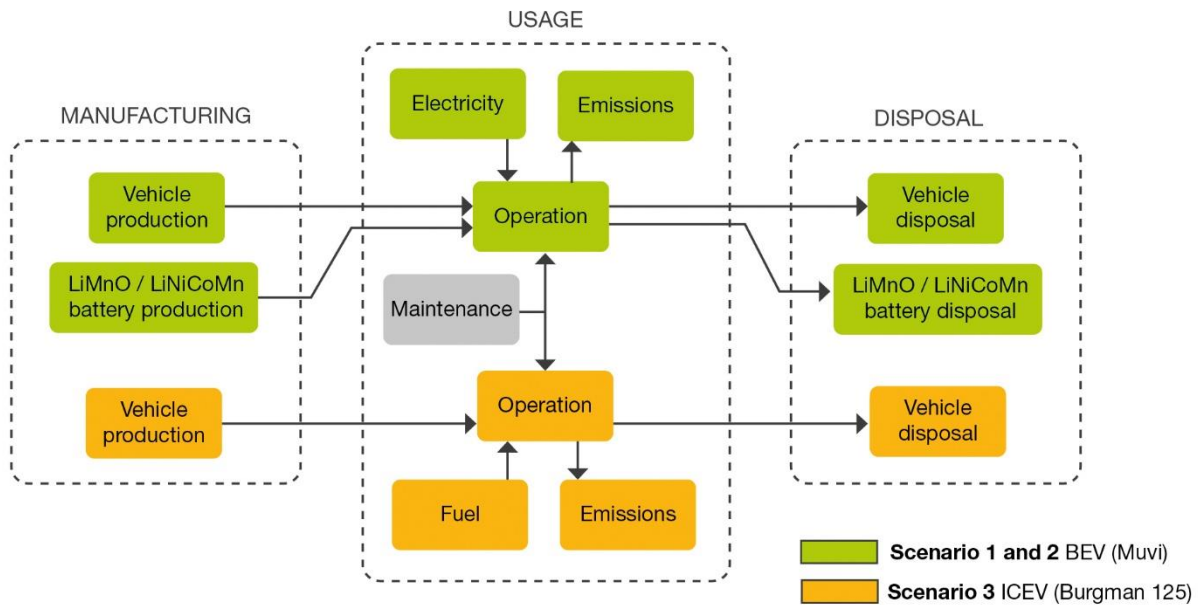 USAGE
MANUFACTURING
DISPOSAL
Electricity
Emissions
Vehicle
production
Operation
Vehicle
disposal
LiMnO / LiNiCoMn
battery production
Maintenance
LiMnO / LiNiCoMn
battery disposal
Vehicle
production
Operation
Vehicle
disposal
Fuel
Emissions
Scenario 1 and 2 BEV (Muvi)
Scenario 3 ICEV (Burgman 125)